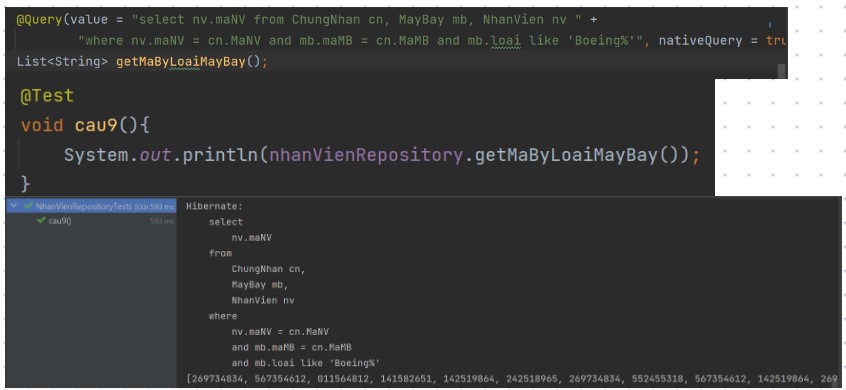 @Query(value = "select nv.maNV from ChungNhan cn, MayBay mb, NhanVien nv " +
"where nv.maNV = cn.MaNV and mb.maMB = cn.MaMB and mb.loai like 'Boeing%'", nativeQuery = tru
List<String> getMaByLoaiMayBay();
@Test
void cau9(){
System.out.println(nhanVienRepository.getMaByLoaiMayBay());
}
NhanVienRepositoryTests 593 ms
cau9() 593 ms
Hibernate:
select
nv.maNV
from
ChungNhan cn,
MayBay mb,
NhanVien nv
where
nv.maNV = cn.MaNV
and mb.maMB = cn.MaMB
and mb.loai like 'Boeing%'
[269734834, 567354612, 011564812, 141582651, 142519864, 242518965, 269734834, 552455318, 567354612, 142519864, 269